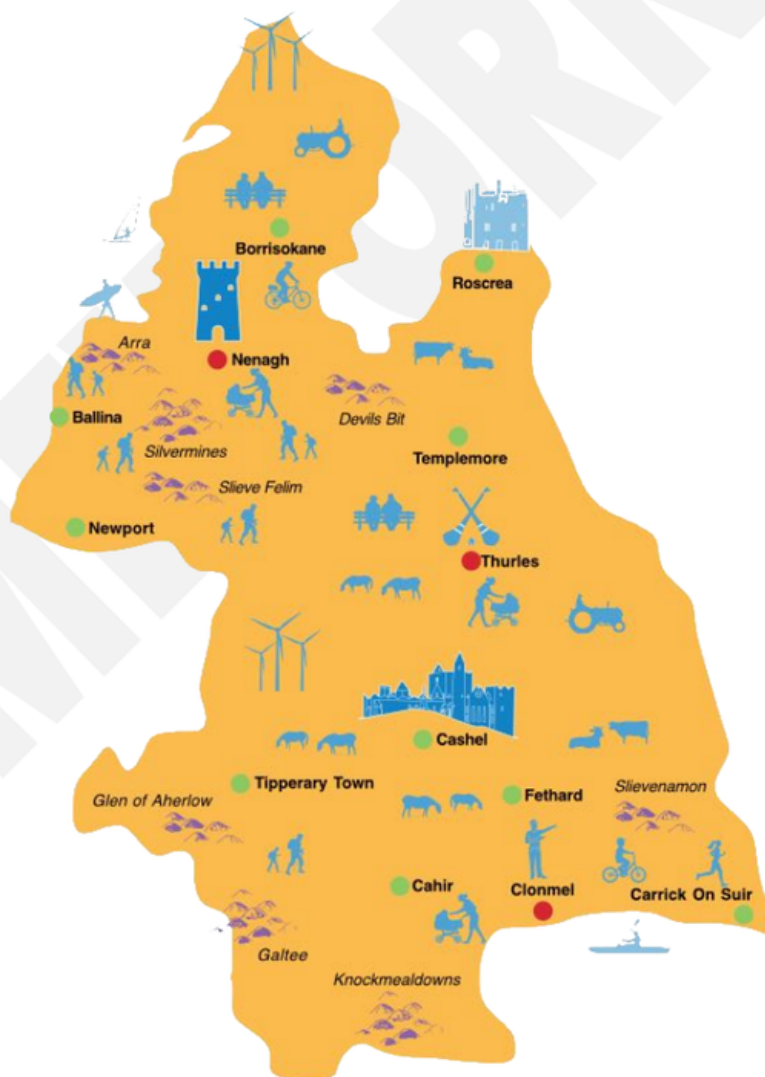 Borrisokane
Roscrea
Arra
Nenagh
Devils Bit
Ballina
Silvermines
Templemore
Slieve Felim
Newport
Thurles
Cashel
Tipperary Town
Glen of Aherlow
Fethard
Slievenamon
Cahir
Clonmel
Carrick On Suir
Galtee
Knockmealdowns